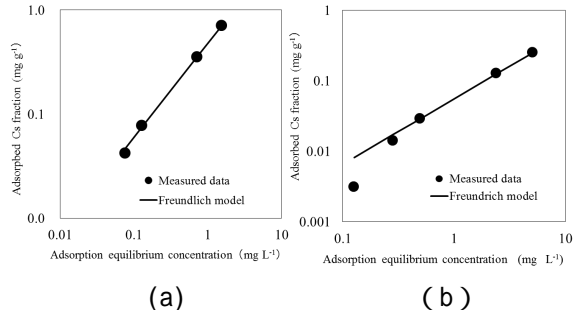 Adsorpbed Cs fraction (mg g-1)
1.0
0.1
0.0
0.01
0.1
1
10
Measured data
Freundlich model
Adsorption equilibrium concentration (mg L-1)
(a)
Adsorbed Cs fraction (mg g-1)
1
0.1
0.01
0.001
0.1
1
10
Measured data
Freundrich model
Adsorption equilibrium concentration (mg L-1)
(b)